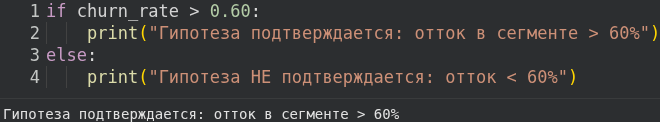 1 if churn_rate > 0.60:
2     print("Гипотеза подтверждается: отток в сегменте > 60%")
3 else:
4     print("Гипотеза НЕ подтверждается: отток < 60%")
Гипотеза подтверждается: отток в сегменте > 60%